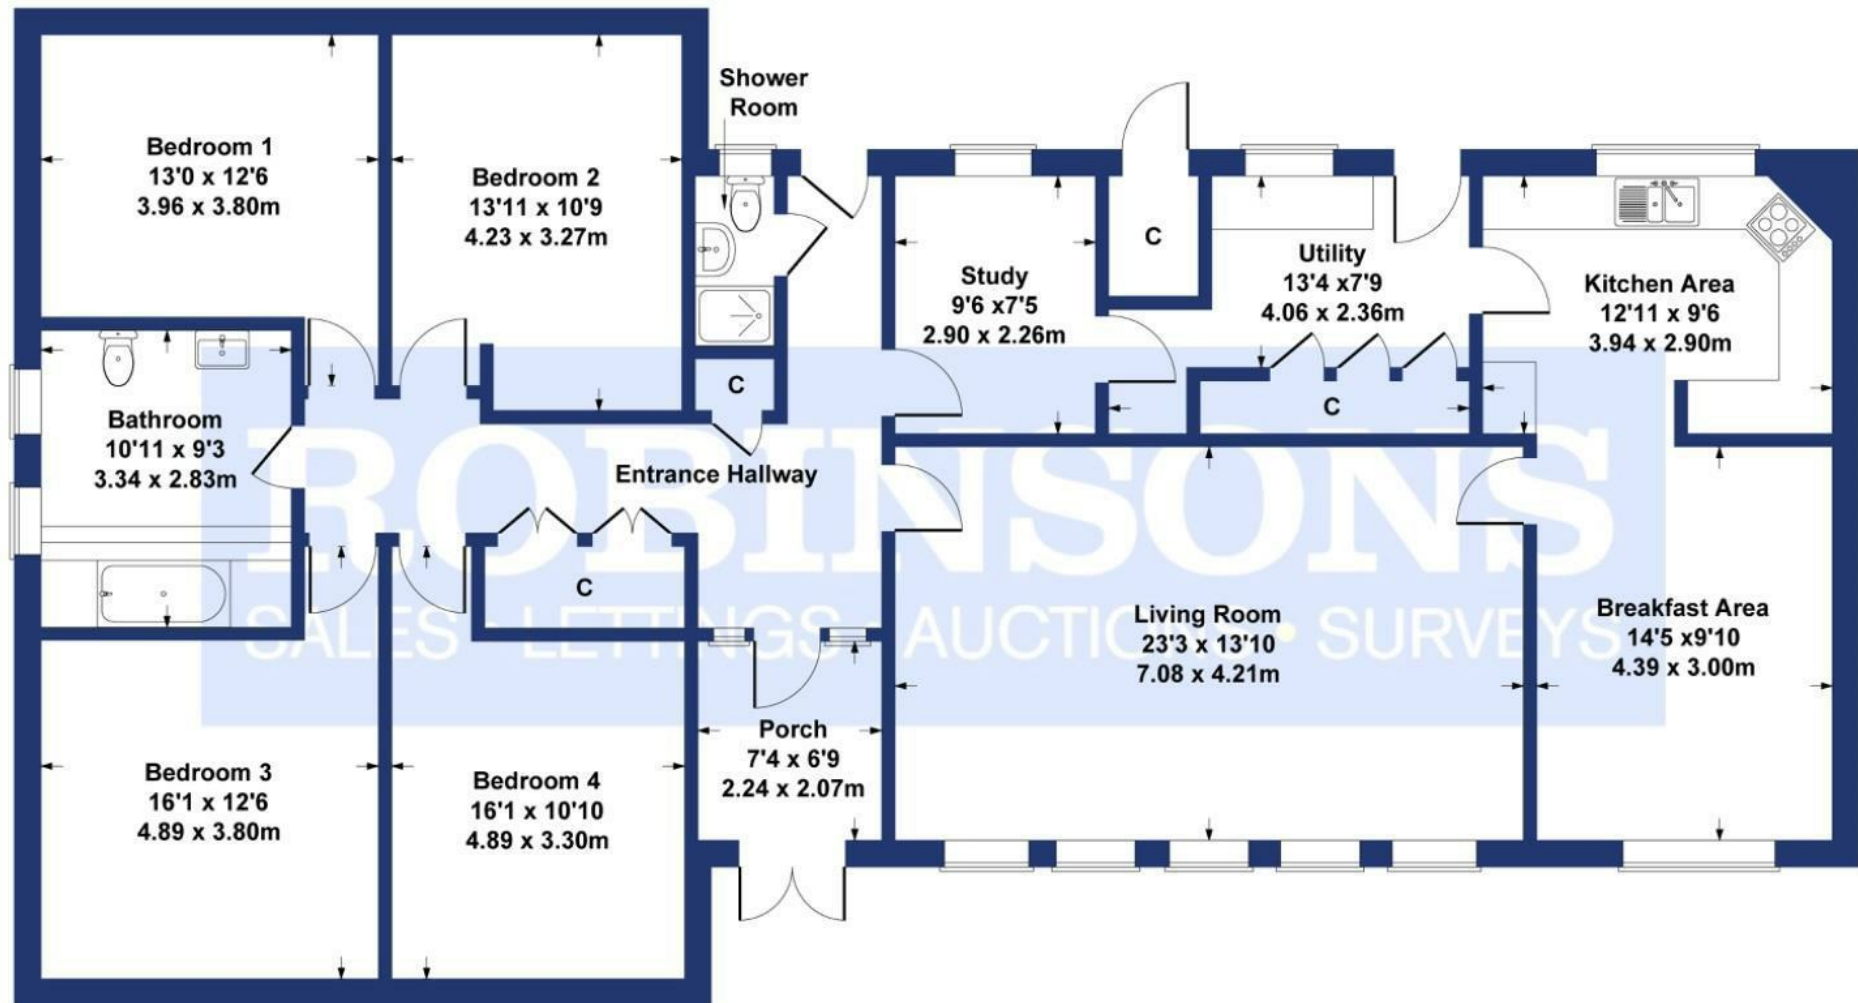 Shower
Room
Bedroom 1
13'0 x 12'6
3.96 x 3.80m
Bedroom 2
13'11 x 10'9
4.23 x 3.27m
C
Study
9'6 x7'5
2.90 x 2.26m
Utility
13'4 x7'9
4.06 x 2.36m
Kitchen Area
12'11 x 9'6
3.94 x 2.90m
C
C
Bathroom
10'11 x 9'3
3.34 x 2.83m
Entrance Hallway
C
ROBINSONS
SALES • LETTINGS • AUCTIONS • SURVEYS
Living Room
23'3 x 13'10
7.08 x 4.21m
Breakfast Area
14'5 x9'10
4.39 x 3.00m
Porch
7'4 x 6'9
2.24 x 2.07m
Bedroom 3
16'1 x 12'6
4.89 x 3.80m
Bedroom 4
16'1 x 10'10
4.89 x 3.30m